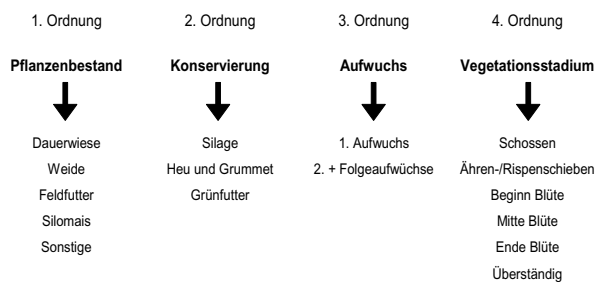 1. Ordnung
2. Ordnung
3. Ordnung
4. Ordnung
Pflanzenbestand
Konservierung
Aufwuchs
Vegetationsstadium
Dauerwiese
Weide
Feldfutter
Silomais
Sonstige
Silage
Heu und Grummet
Grünfutter
1. Aufwuchs
2. + Folgeaufwüchse
Schossen
Ähren-/Rispenschieben
Beginn Blüte
Mitte Blüte
Ende Blüte
Überständig